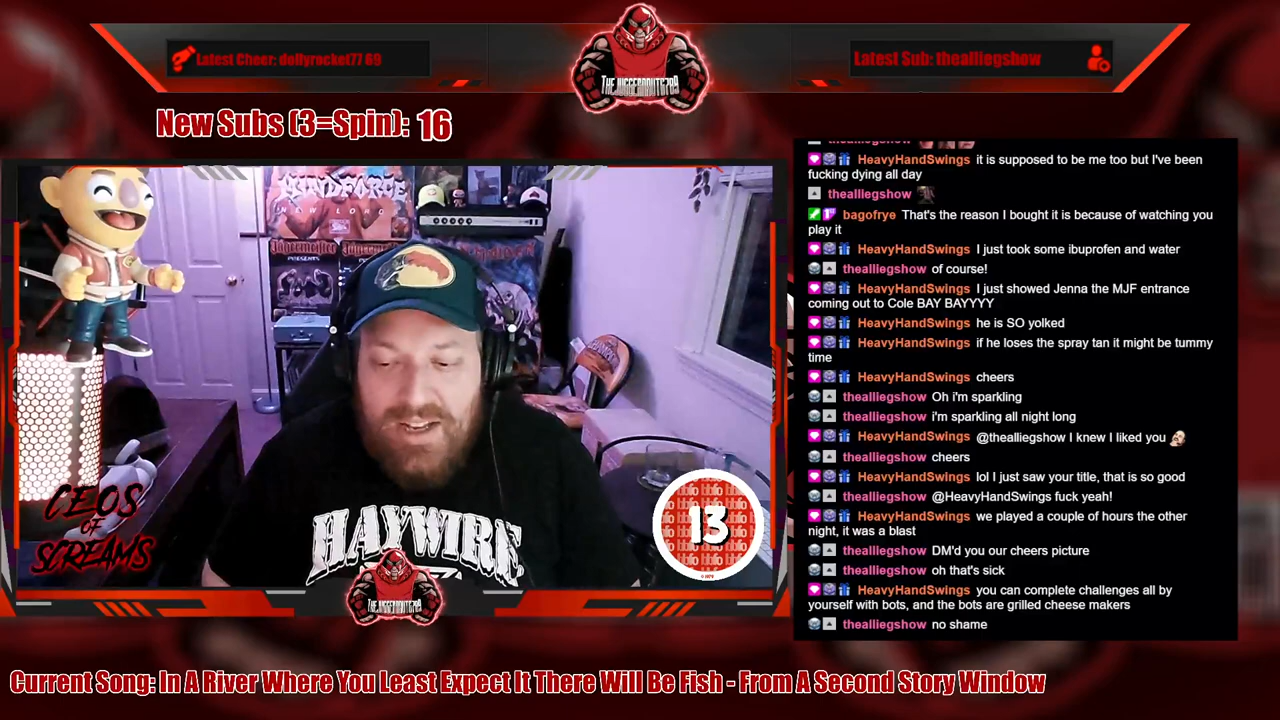 Latest Cheer: dollyrocket77 89
THEJUGGERNAUT6789
Latest Sub: thealliegshow
New Subs (3=Spin): 16
MINDFORCE
NEW LORD
Jägermeister
PRESENTS
CEOS
OF
SCREAMS
HAYWIRE
13
THEJUGGERNAUT6789
thealliegshow
HeavyHandSwings it is supposed to be me too but I've been
fucking dying all day
thealliegshow
bagofrye That's the reason I bought it is because of watching you
play it
HeavyHandSwings I just took some ibuprofen and water
thealliegshow of course!
HeavyHandSwings I just showed Jenna the MJF entrance
coming out to Cole BAY BAYYYY
HeavyHandSwings he is SO yolked
HeavyHandSwings if he loses the spray tan it might be tummy
time
HeavyHandSwings cheers
thealliegshow Oh i'm sparkling
thealliegshow i'm sparkling all night long
HeavyHandSwings @thealliegshow I knew I liked you
thealliegshow cheers
HeavyHandSwings lol I just saw your title, that is so good
thealliegshow @HeavyHandSwings fuck yeah!
HeavyHandSwings we played a couple of hours the other
night, it was a blast
thealliegshow DM'd you our cheers picture
thealliegshow oh that's sick
HeavyHandSwings you can complete challenges all by
yourself with bots, and the bots are grilled cheese makers
thealliegshow no shame
Current Song: In A River Where You Least Expect It There Will Be Fish - From A Second Story Window